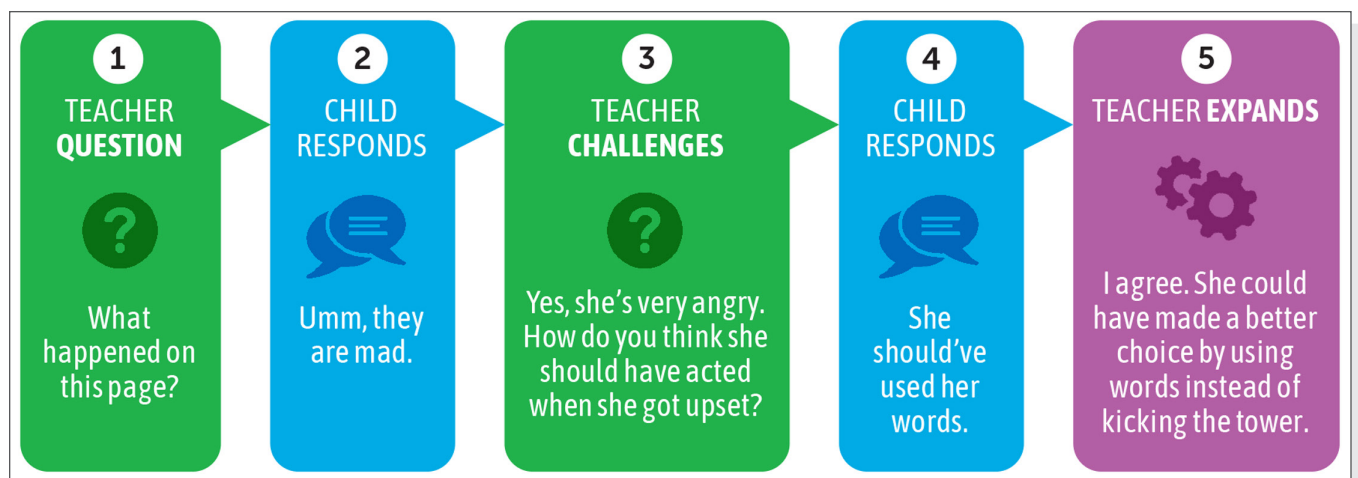 1
TEACHER
QUESTION
?
What
happened on
this page?
2
CHILD
RESPONDS
Umm, they
are mad.
3
TEACHER
CHALLENGES
?
Yes, she's very angry.
How do you think she
should have acted
when she got upset?
4
CHILD
RESPONDS
She
should've
used her
words.
5
TEACHER EXPANDS
I agree. She could
have made a better
choice by using
words instead of
kicking the tower.